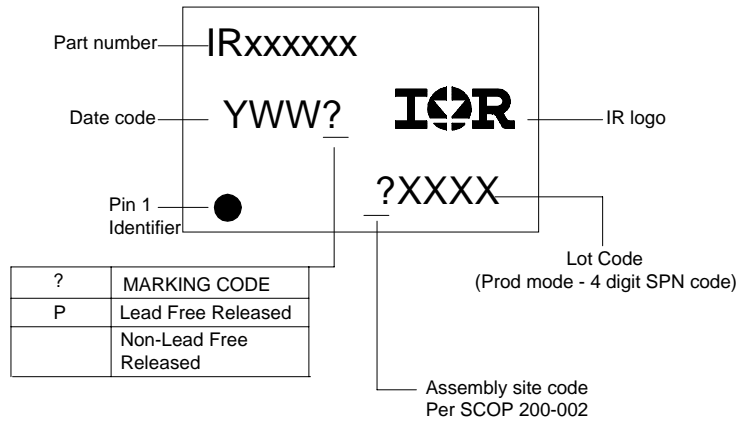 Part number
IRxxxxxx
Date code
YWW?
IOR
IR logo
Pin 1
Identifier
?XXXX
Lot Code
(Prod mode - 4 digit SPN code)
? MARKING CODE
P Lead Free Released
Non-Lead Free
Released
Assembly site code
Per SCOP 200-002